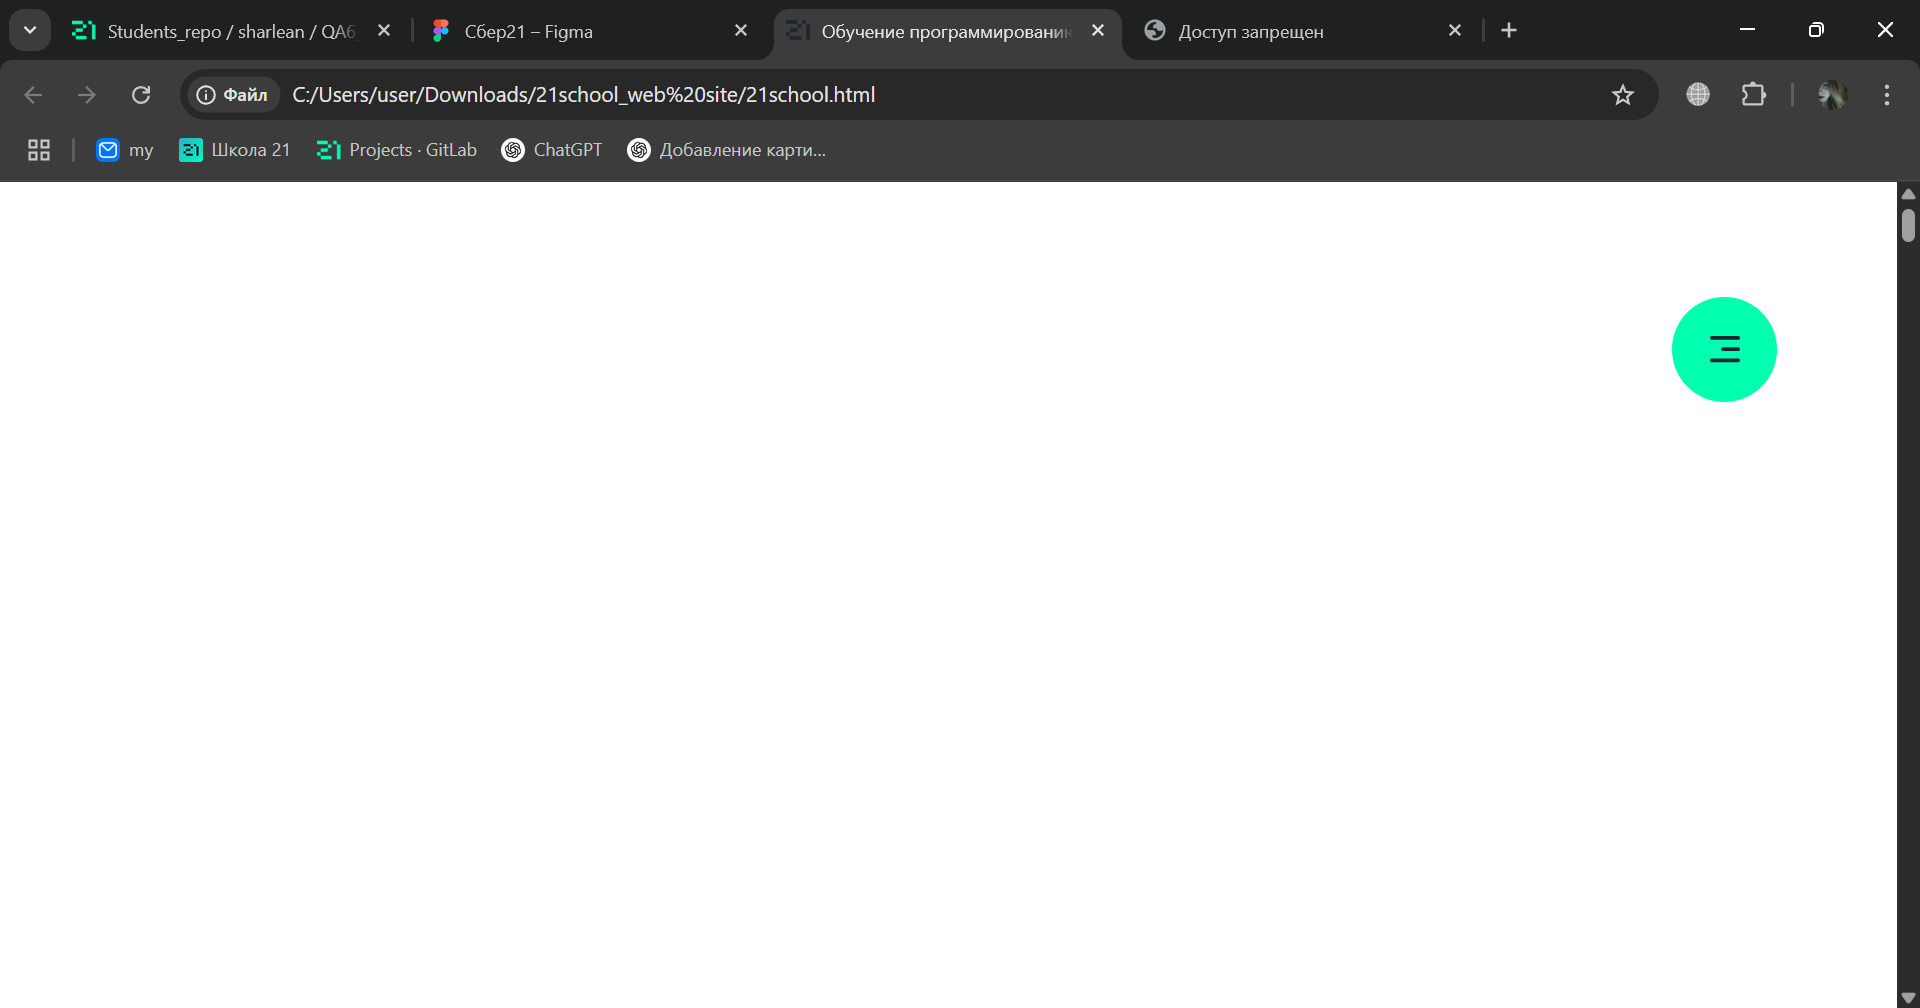 Students_repo / sharlean / QA6
Сбер21 – Figma
Обучение программировани
Доступ запрещен
Файл
C:/Users/user/Downloads/21school_web%20site/21school.html
my
Школа 21
Projects · GitLab
ChatGPT
Добавление карти...